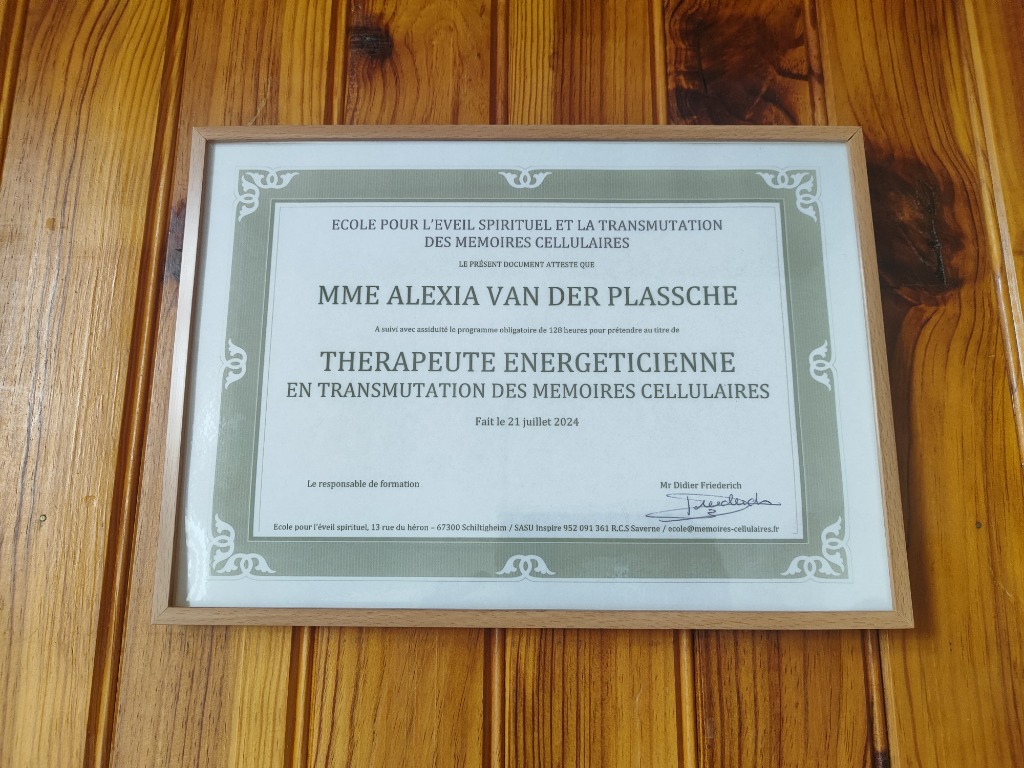 ECOLE POUR L'EVEIL SPIRITUEL ET LA TRANSMUTATION
DES MEMOIRES CELLULAIRES
LE PRÉSENT DOCUMENT ATTESTE QUE
MME ALEXIA VAN DER PLASSCHE
A suivi avec assiduité le programme obligatoire de 128 heures pour prétendre au titre de
THERAPEUTE ENERGETICIENNE
EN TRANSMUTATION DES MEMOIRES CELLULAIRES
Fait le 21 juillet 2024
Le responsable de formation
Mr Didier Friederich
Ecole pour l'éveil spirituel, 13 rue du héron – 67300 Schiltigheim / SASU Inspire 952 091 361 R.C.S Saverne / ecole@memoires-cellulaires.fr